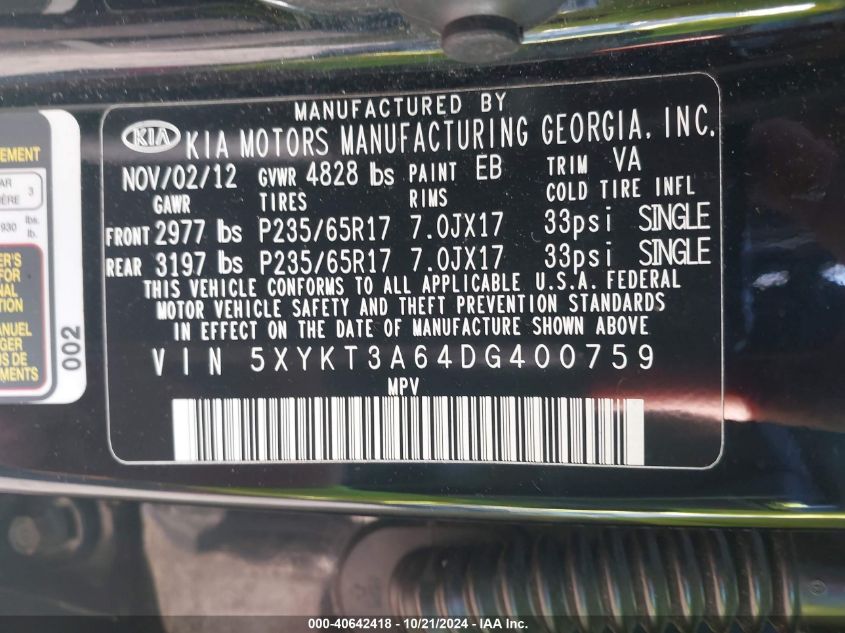 MANUFACTURED BY
KIA KIA MOTORS MANUFACTURING GEORGIA, INC.
NOV/02/12 GVWR 4828 lbs PAINT EB TRIM VA
GAWR TIRES RIMS COLD TIRE INFL
FRONT 2977 lbs P235/65R17 7.0JX17 33psi SINGLE
REAR 3197 lbs P235/65R17 7.0JX17 33psi SINGLE
THIS VEHICLE CONFORMS TO ALL APPLICABLE U.S.A. FEDERAL
MOTOR VEHICLE SAFETY AND THEFT PREVENTION STANDARDS
IN EFFECT ON THE DATE OF MANUFACTURE SHOWN ABOVE
VIN 5XYKT3A64DG400759
MPV
3
930 lbs.
lb.
002
000-40642418 - 10/21/2024 - IAA Inc.